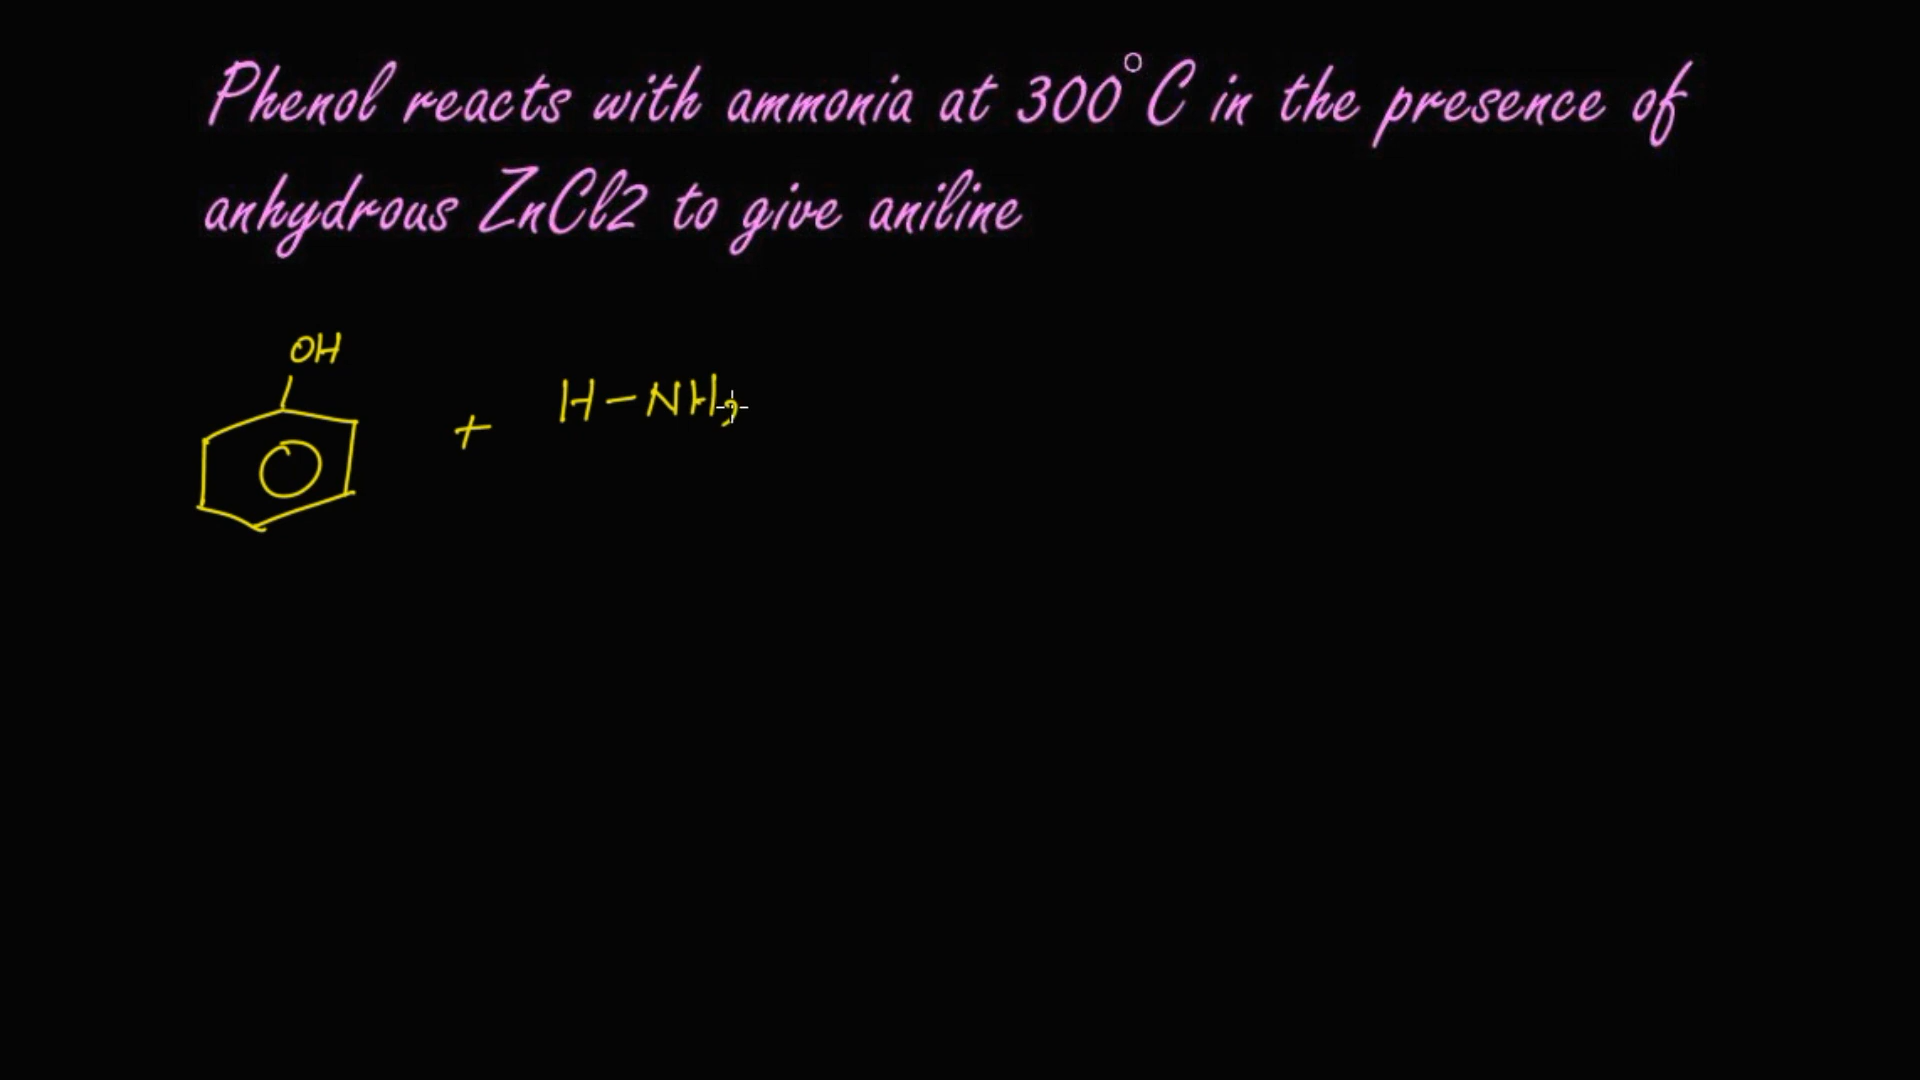 Phenol reacts with ammonia at 300°C in the presence of
anhydrous ZnCl2 to give aniline
OH
+ H-NH2